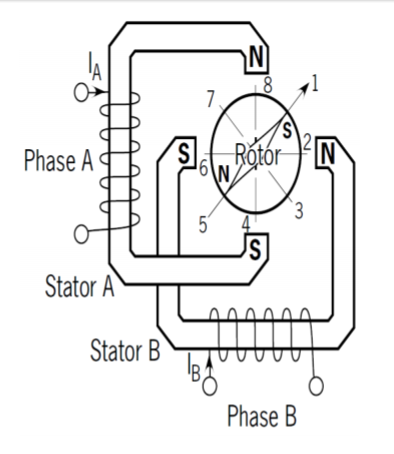 I_A
N
8
1
7
S
Phase A
S
6
Rotor
2
N
N
5
4
3
S
Stator A
Stator B
I_B
Phase B